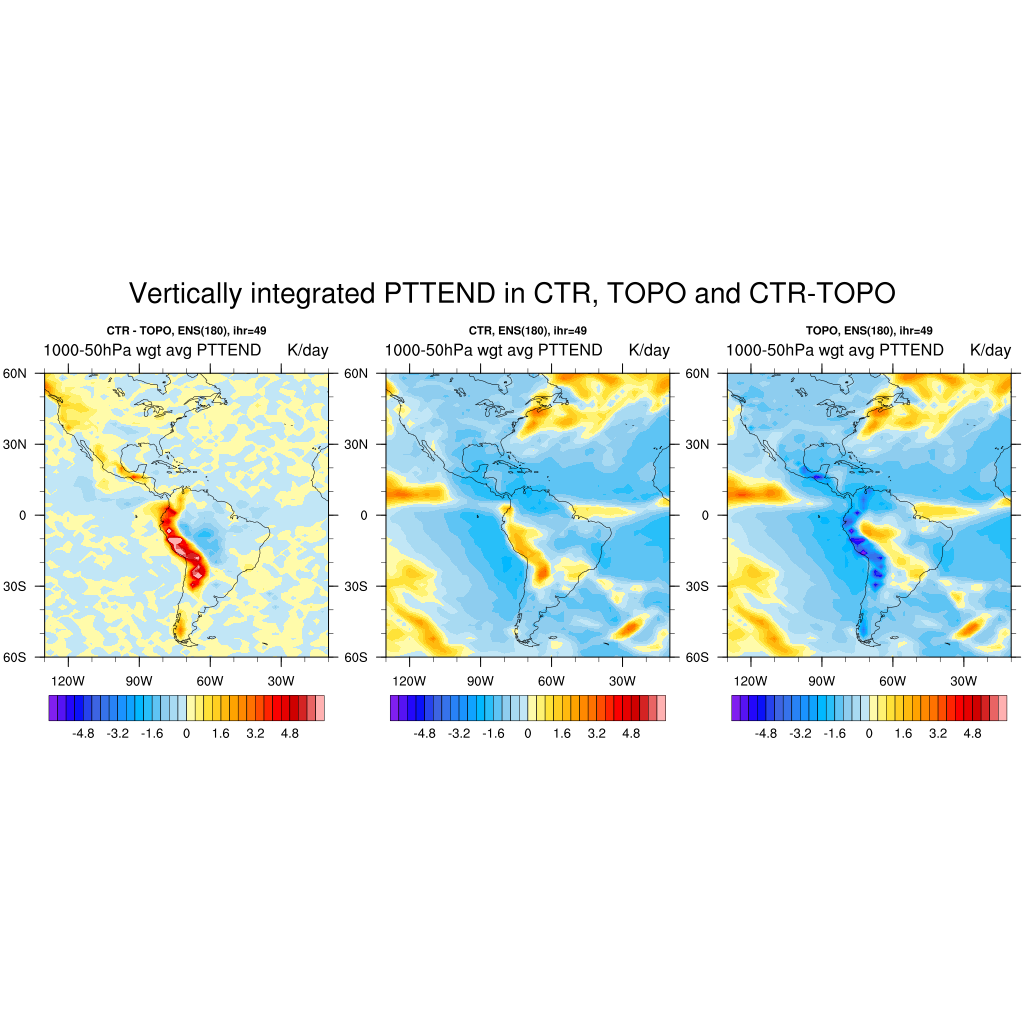 Vertically integrated PTTEND in CTR, TOPO and CTR-TOPO
CTR - TOPO, ENS(180), ihr=49
1000-50hPa wgt avg PTTEND K/day
60N
30N
0
30S
60S
120W 90W 60W 30W
-4.8 -3.2 -1.6 0 1.6 3.2 4.8
CTR, ENS(180), ihr=49
1000-50hPa wgt avg PTTEND K/day
60N
30N
0
30S
60S
120W 90W 60W 30W
-4.8 -3.2 -1.6 0 1.6 3.2 4.8
TOPO, ENS(180), ihr=49
1000-50hPa wgt avg PTTEND K/day
60N
30N
0
30S
60S
120W 90W 60W 30W
-4.8 -3.2 -1.6 0 1.6 3.2 4.8